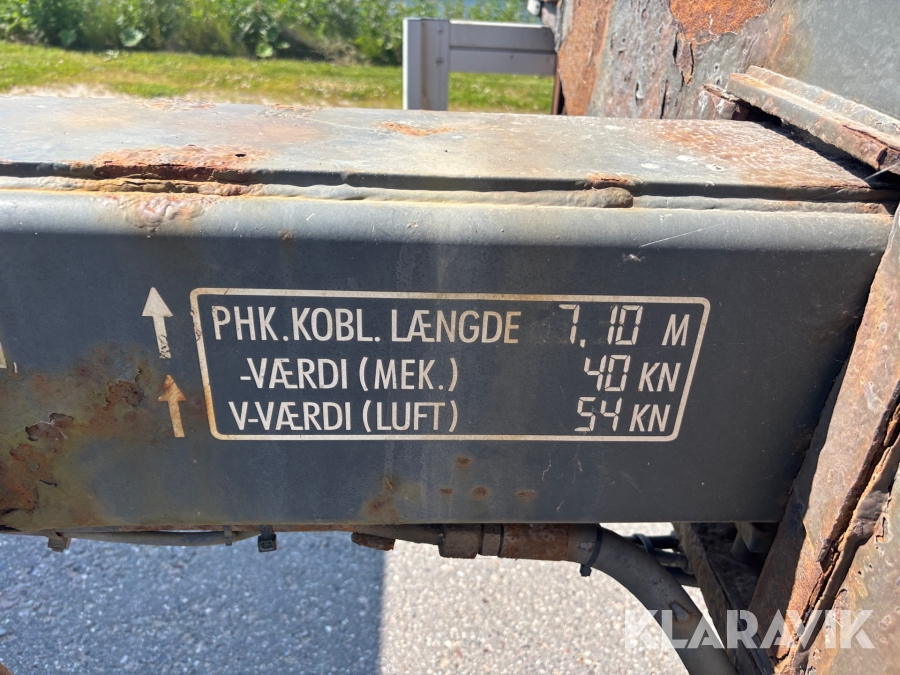 PHK.KOBL. LÆNGDE 7,10 M
-VÆRDI (MEK.) 40 KN
V-VÆRDI (LUFT) 54 KN
KLARAVIK